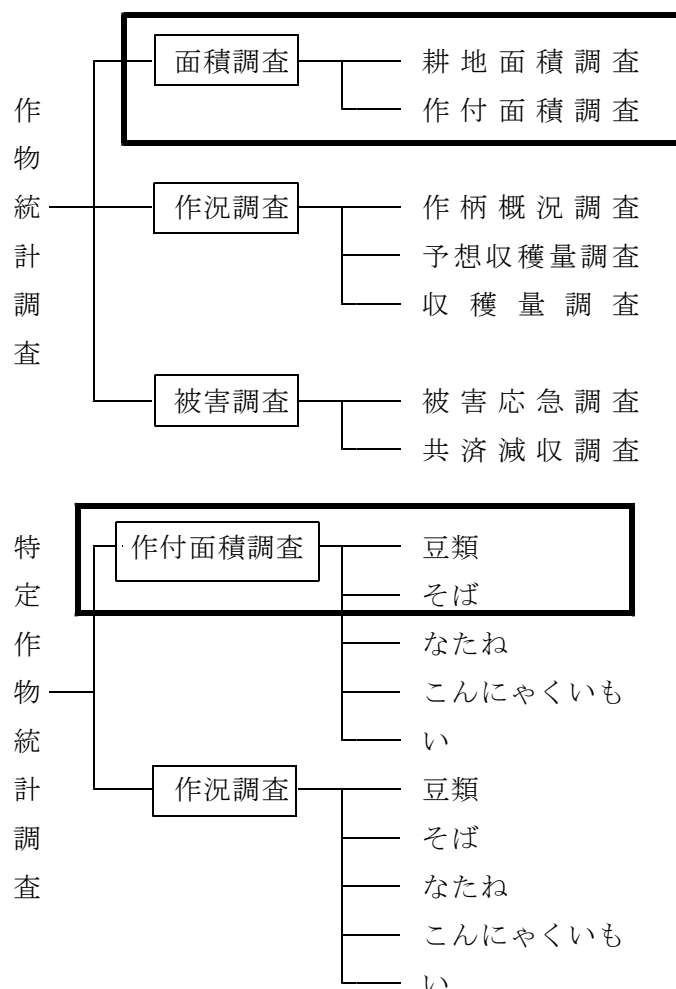 作物統計調査
面積調査
耕地面積調査
作付面積調査
作況調査
作柄概況調査
予想収穫量調査
収穫量調査
被害調査
被害応急調査
共済減収調査
特定作物統計調査
作付面積調査
豆類
そば
なたね
こんにゃくいも
い
作況調査
豆類
そば
なたね
こんにゃくいも
い